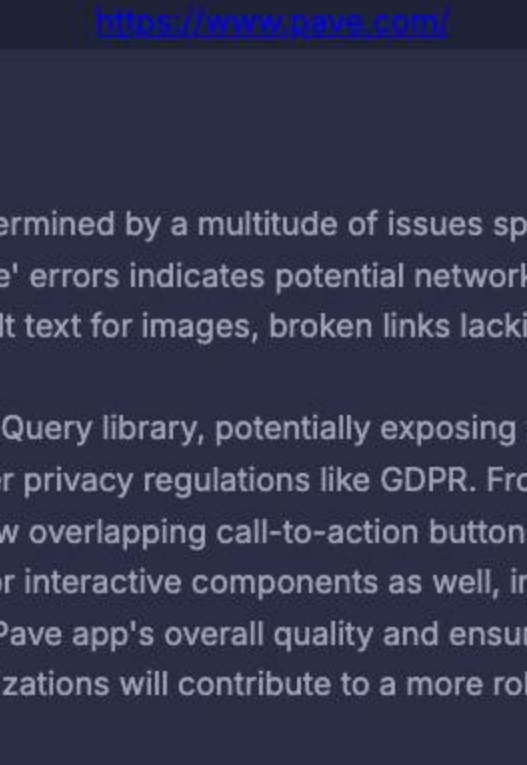 https://www.pave.com/
ermined by a multitude of issues sp
e' errors indicates potential network
lt text for images, broken links lacki
Query library, potentially exposing
r privacy regulations like GDPR. Fro
w overlapping call-to-action button
or interactive components as well, i
Pave app's overall quality and ensur
zations will contribute to a more ro